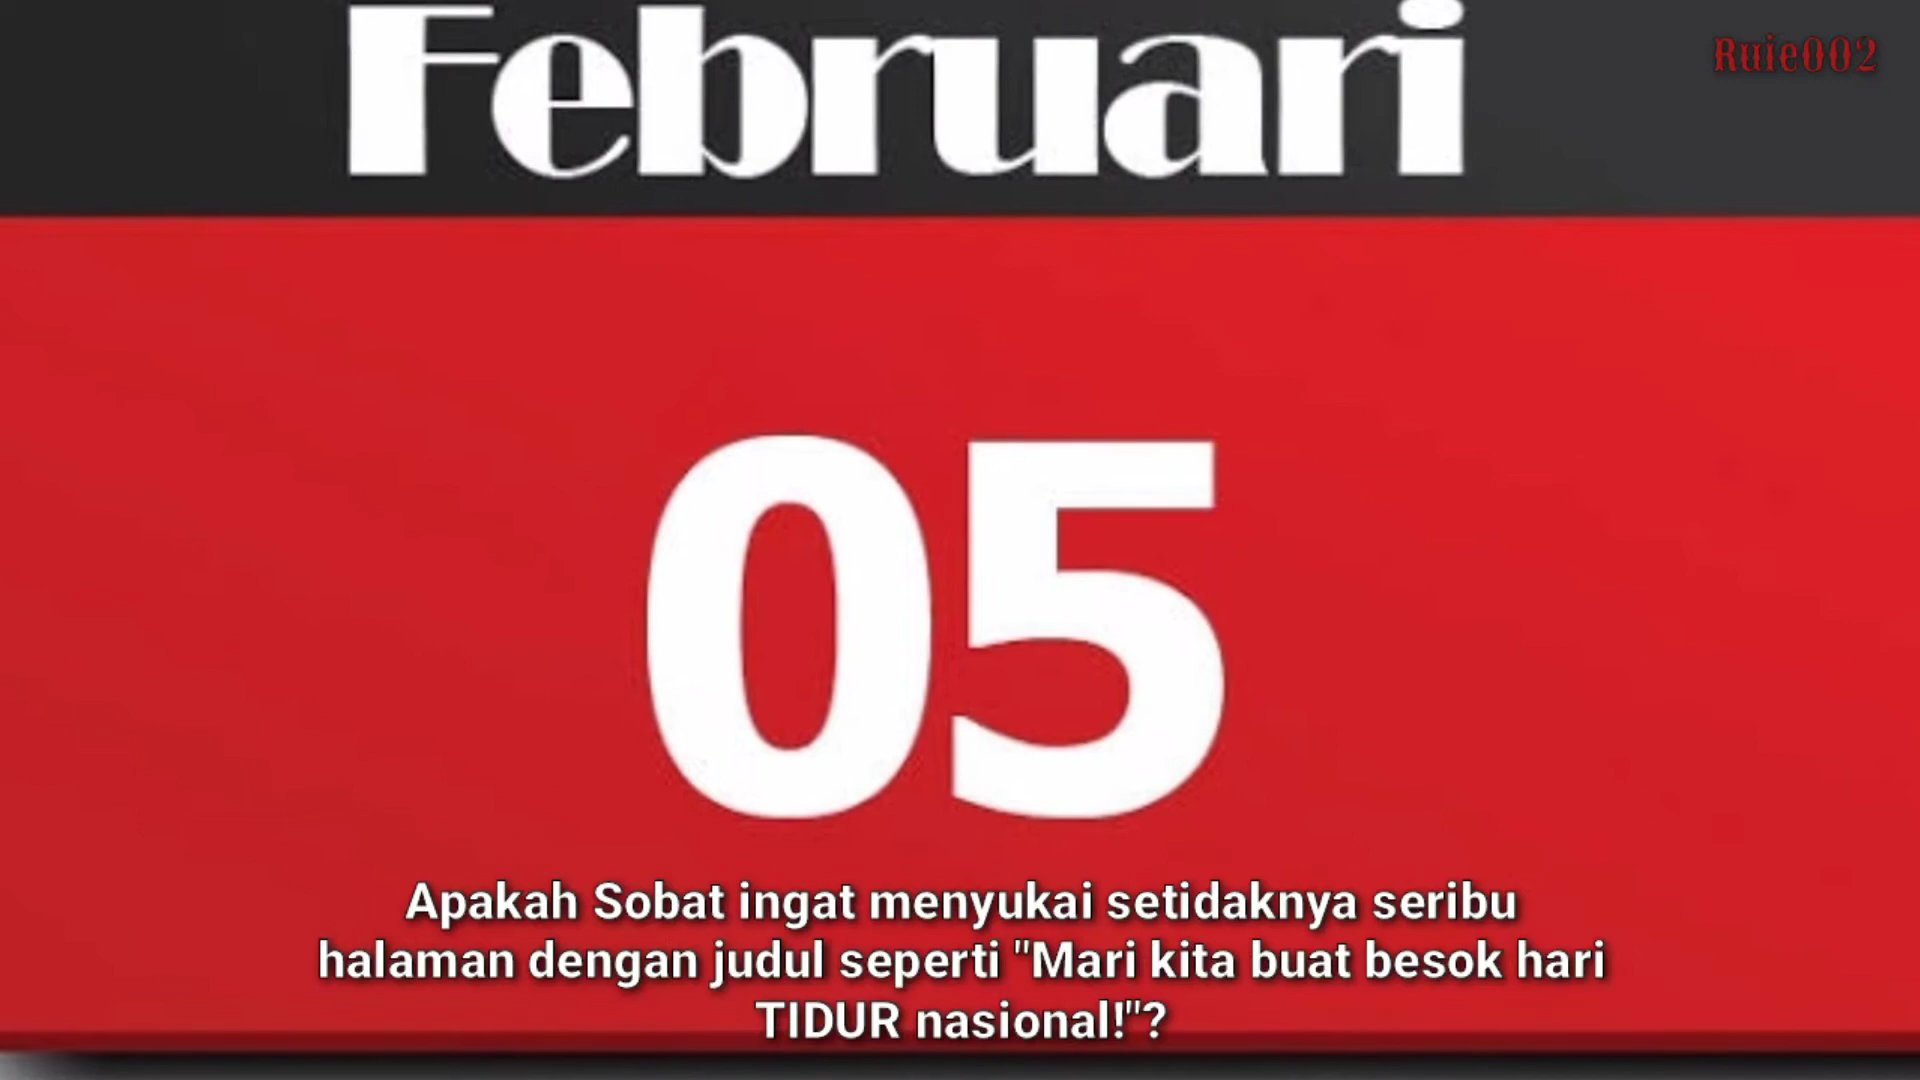 Februari
Ruie002
05
Apakah Sobat ingat menyukai setidaknya seribu
halaman dengan judul seperti "Mari kita buat besok hari
TIDUR nasional!"?